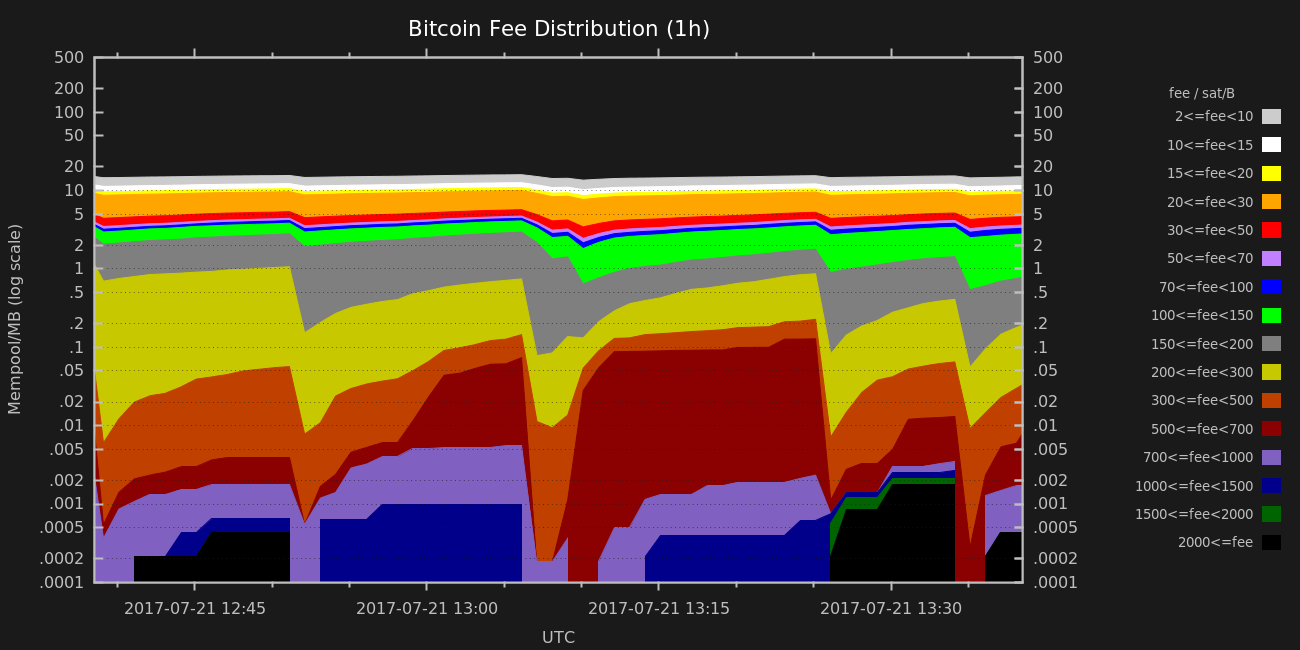 Bitcoin Fee Distribution (1h)
500
200
100
50
20
10
5
2
1
.5
.2
.1
.05
.02
.01
.005
.002
.001
.0005
.0002
.0001
Mempool/MB (log scale)
500
200
100
50
20
10
5
2
1
.5
.2
.1
.05
.02
.01
.005
.002
.001
.0005
.0002
.0001
2017-07-21 12:45
2017-07-21 13:00
2017-07-21 13:15
2017-07-21 13:30
UTC
fee / sat/B
2<=fee<10
10<=fee<15
15<=fee<20
20<=fee<30
30<=fee<50
50<=fee<70
70<=fee<100
100<=fee<150
150<=fee<200
200<=fee<300
300<=fee<500
500<=fee<700
700<=fee<1000
1000<=fee<1500
1500<=fee<2000
2000<=fee